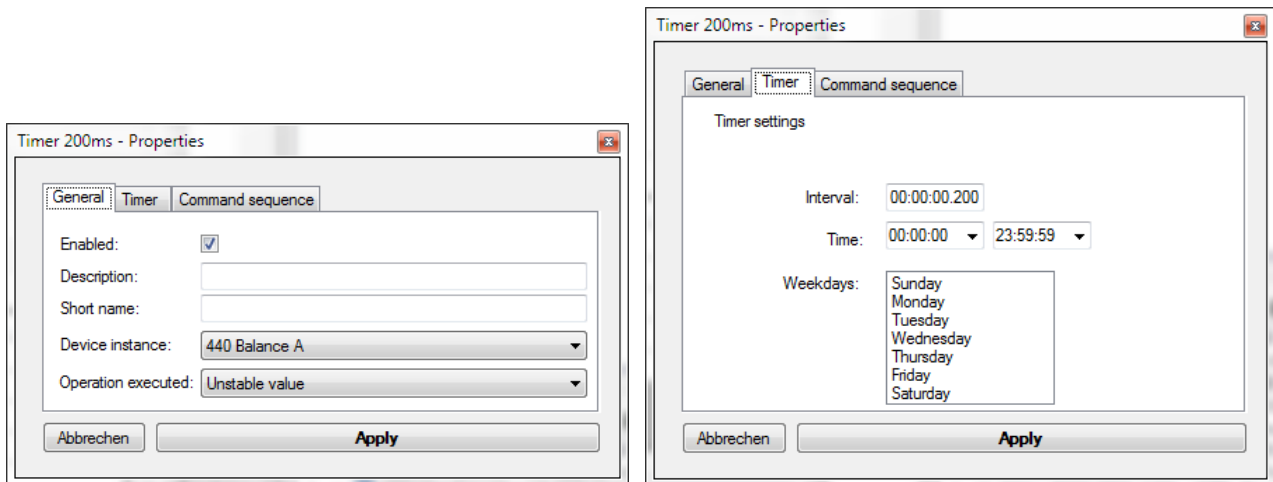 Timer 200ms - Properties
General Timer Command sequence
Enabled:
Description:
Short name:
Device instance: 440 Balance A
Operation executed: Unstable value
Abbrechen Apply
Timer 200ms - Properties
General Timer Command sequence
Timer settings
Interval: 00:00:00.200
Time: 00:00:00 23:59:59
Weekdays: Sunday
Monday
Tuesday
Wednesday
Thursday
Friday
Saturday
Abbrechen Apply